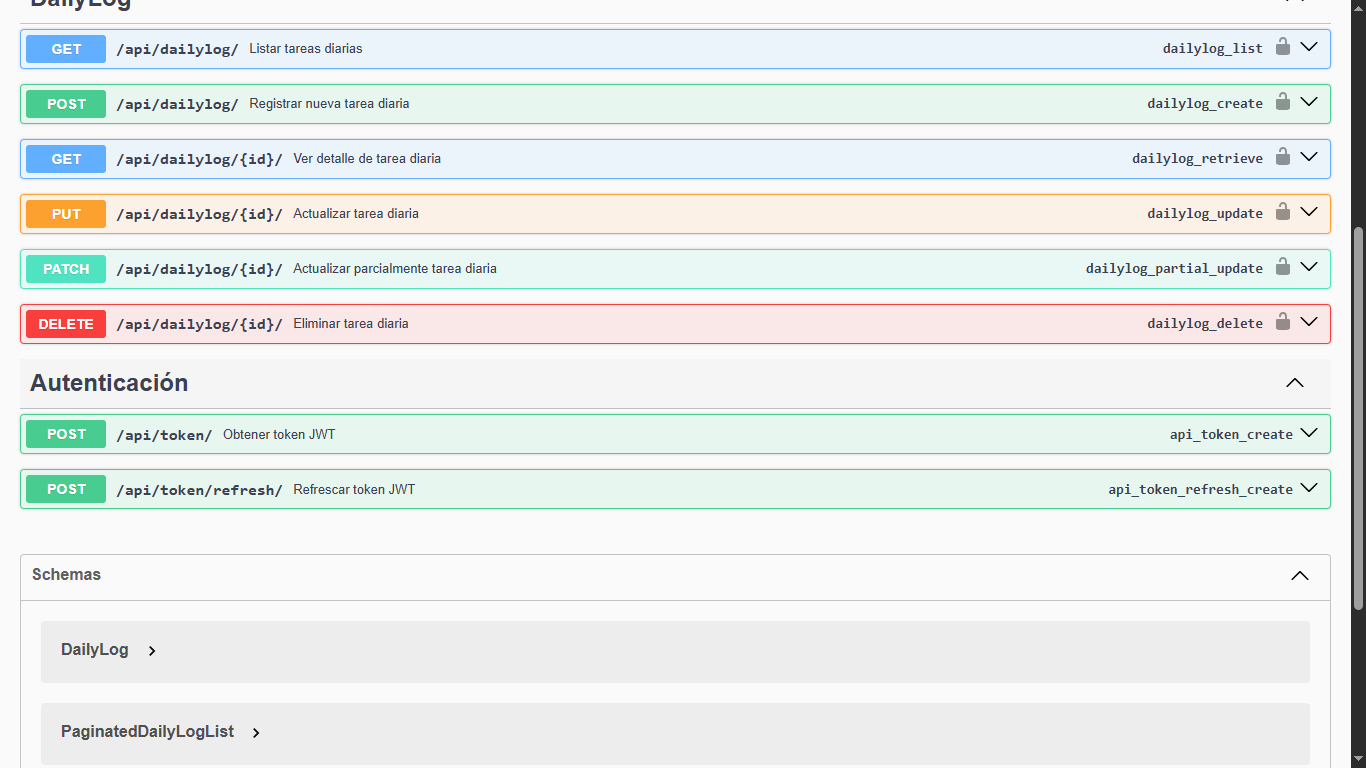 DailyLog
GET /api/dailylog/ Listar tareas diarias dailylog_list
POST /api/dailylog/ Registrar nueva tarea diaria dailylog_create
GET /api/dailylog/{id}/ Ver detalle de tarea diaria dailylog_retrieve
PUT /api/dailylog/{id}/ Actualizar tarea diaria dailylog_update
PATCH /api/dailylog/{id}/ Actualizar parcialmente tarea diaria dailylog_partial_update
DELETE /api/dailylog/{id}/ Eliminar tarea diaria dailylog_delete
Autenticación
POST /api/token/ Obtener token JWT api_token_create
POST /api/token/refresh/ Refrescar token JWT api_token_refresh_create
Schemas
DailyLog
PaginatedDailyLogList